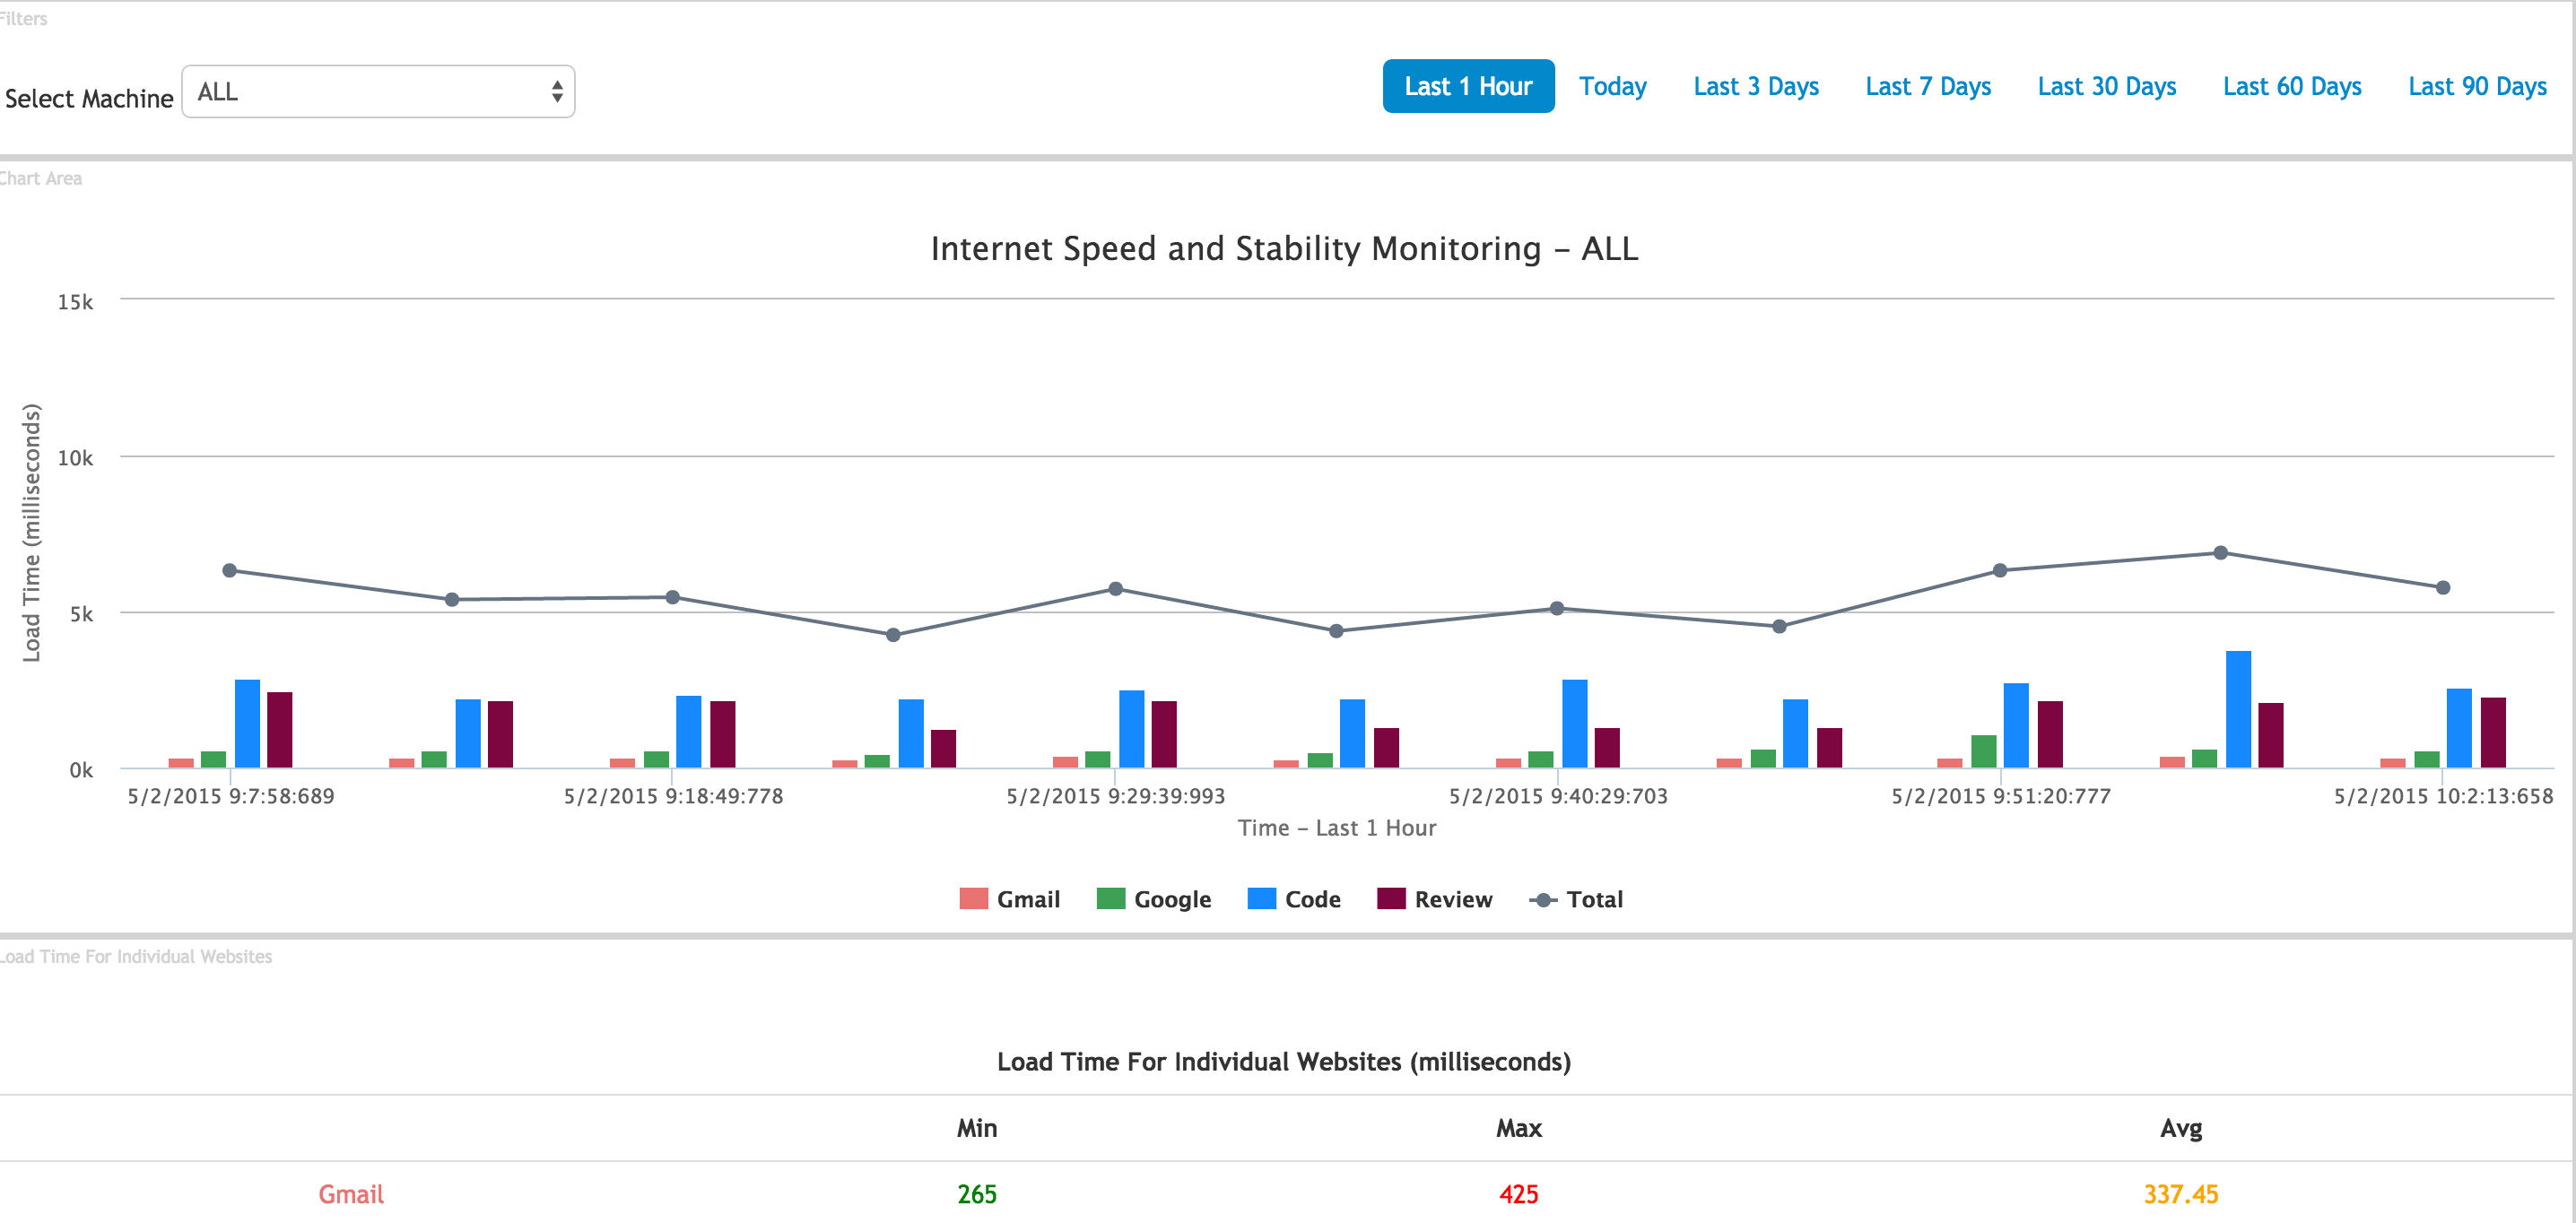 Filters
Select Machine ALL Last 1 Hour Today Last 3 Days Last 7 Days Last 30 Days Last 60 Days Last 90 Days
Chart Area
Internet Speed and Stability Monitoring - ALL
Load Time (milliseconds)
15k
10k
5k
0k
5/2/2015 9:7:58:689 5/2/2015 9:18:49:778 5/2/2015 9:29:39:993 5/2/2015 9:40:29:703 5/2/2015 9:51:20:777 5/2/2015 10:2:13:658
Time - Last 1 Hour
Gmail Google Code Review Total
Load Time For Individual Websites
Load Time For Individual Websites (milliseconds)
Min Max Avg
Gmail 265 425 337.45